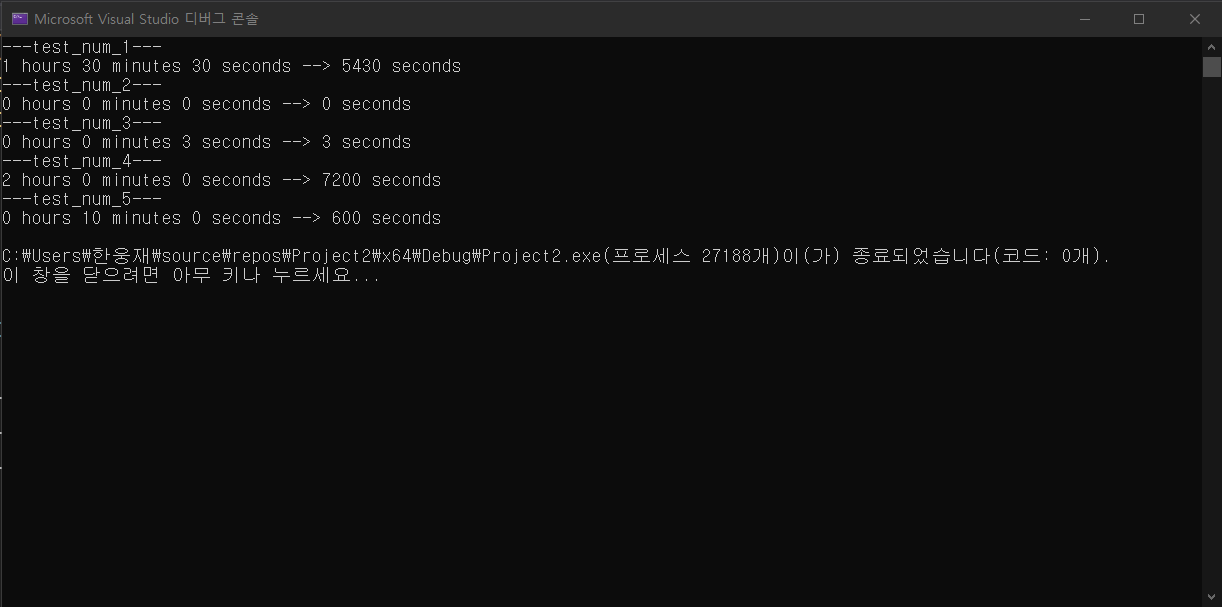 Microsoft Visual Studio 디버그 콘솔
---test_num_1---
1 hours 30 minutes 30 seconds --> 5430 seconds
---test_num_2---
0 hours 0 minutes 0 seconds --> 0 seconds
---test_num_3---
0 hours 0 minutes 3 seconds --> 3 seconds
---test_num_4---
2 hours 0 minutes 0 seconds --> 7200 seconds
---test_num_5---
0 hours 10 minutes 0 seconds --> 600 seconds
C:₩Users₩한웅재₩source₩repos₩Project2₩x64₩Debug₩Project2.exe(프로세스 27188개)이(가) 종료되었습니다(코드: 0개).
이 창을 닫으려면 아무 키나 누르세요...